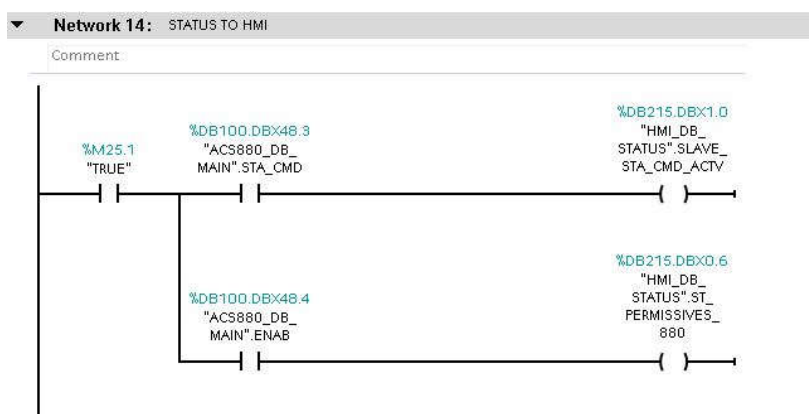 Network 14: STATUS TO HMI
Comment
%DB215.DBX1.0
"HMI_DB_
STATUS".SLAVE_
STA_CMD_ACTV
%DB100.DBX48.3
"ACS880_DB_
MAIN".STA_CMD
%M25.1
"TRUE"
%DB215.DBX0.6
"HMI_DB_
STATUS".ST_
PERMISSIVES_
880
%DB100.DBX48.4
"ACS880_DB_
MAIN".ENAB